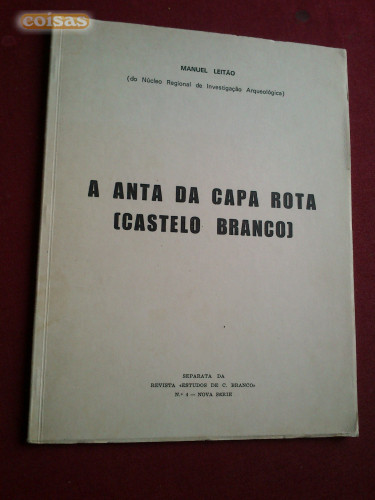 coisas
MANUEL LEITÃO
(do Núcleo Regional de Investigação Arqueológica)
A ANTA DA CAPA ROTA
(CASTELO BRANCO)
SEPARATA DA
REVISTA «ESTUDOS DE C. BRANCO»
N.º 4 — NOVA SERIE